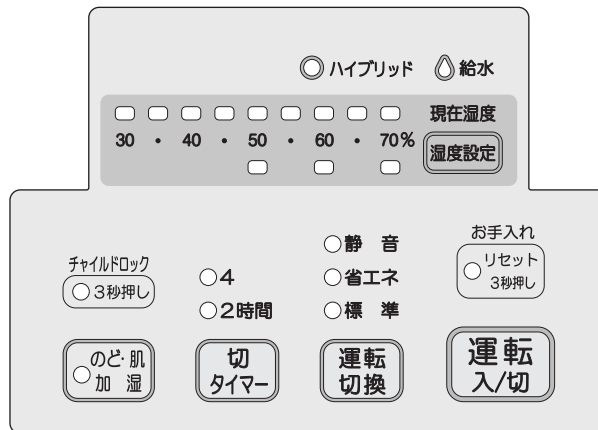 ハイブリッド 給水
現在湿度
30 · 40 · 50 · 60 · 70%
湿度設定
チャイルドロック
3秒押し
4
2時間
静 音
省エネ
標 準
お手入れ
リセット
3秒押し
のど·肌
加 湿
切
タイマー
運転
切換
運転
入/切